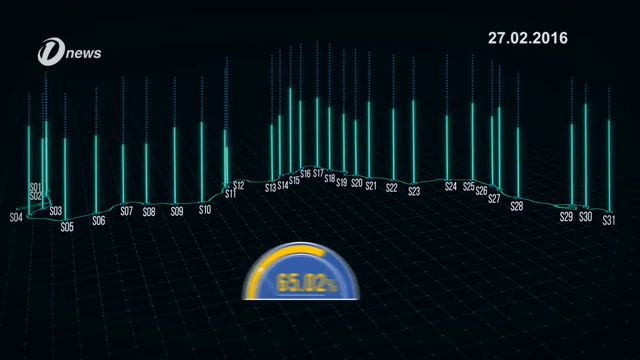 news
27.02.2016
S01
S02
S03
S04
S05
S06
S07
S08
S09
S10
S11
S12
S13
S14
S15
S16
S17
S18
S19
S20
S21
S22
S23
S24
S25
S26
S27
S28
S29
S30
S31
65.02%